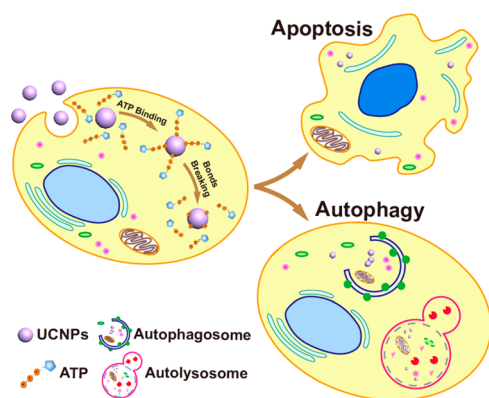 Apoptosis
ATP Binding
Bonds
Breaking
Autophagy
UCNPs
Autophagosome
ATP
Autolysosome